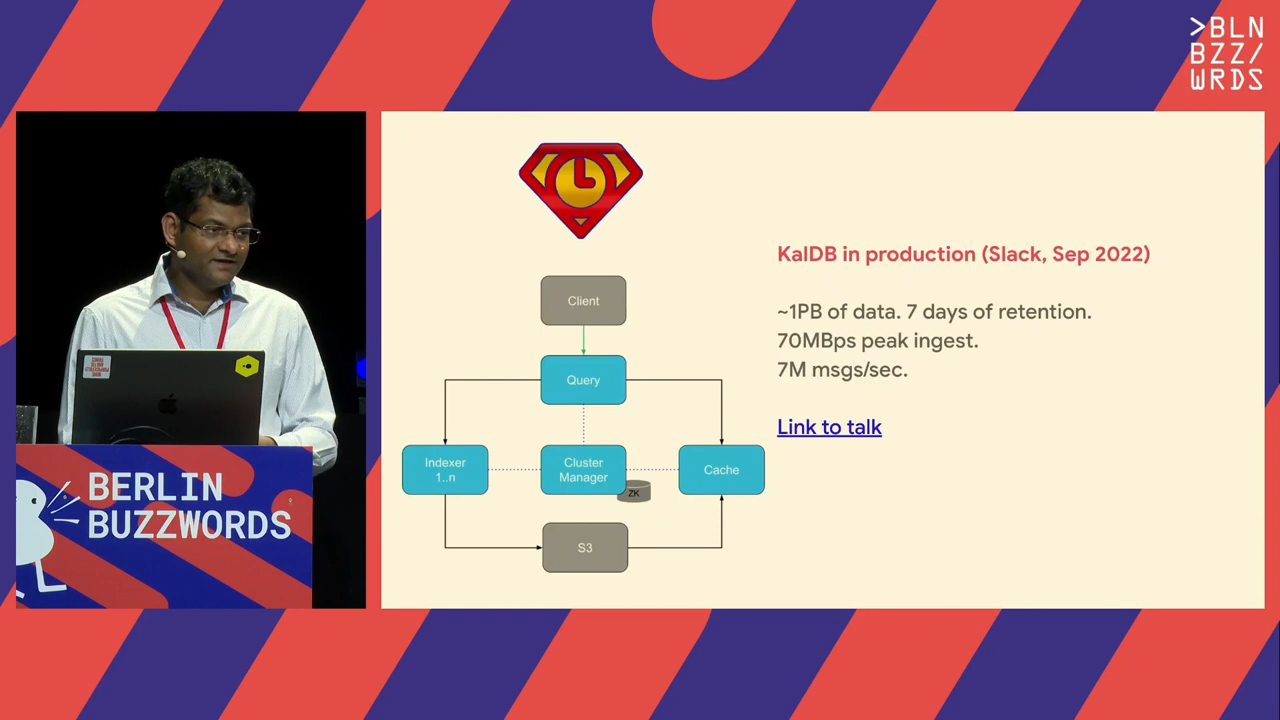 >BLN
BZZ/
WRDS
KalDB in production (Slack, Sep 2022)
~1PB of data. 7 days of retention.
70MBps peak ingest.
7M msgs/sec.
Link to talk
Client
Query
Indexer
1..n
Cluster
Manager
ZK
Cache
S3
BERLIN
BUZZWORDS